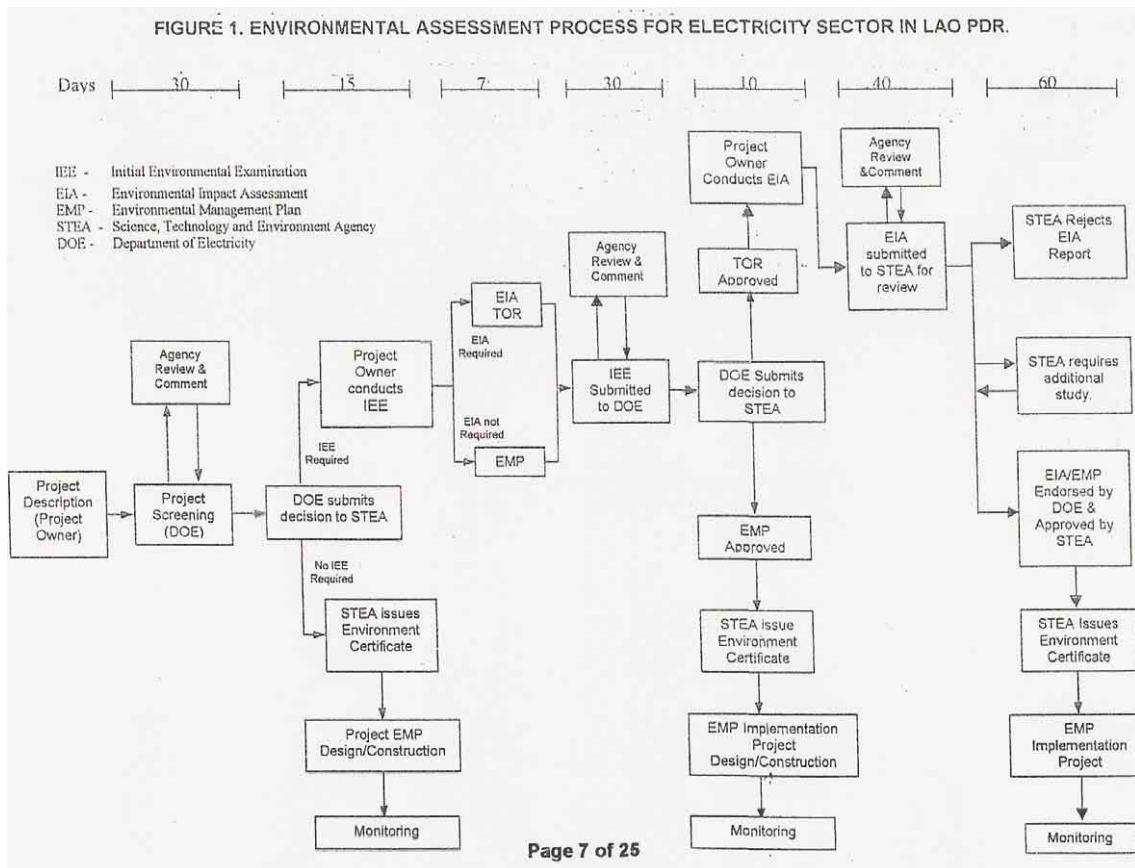 FIGURE 1. ENVIRONMENTAL ASSESSMENT PROCESS FOR ELECTRICITY SECTOR IN LAO PDR.
Days 30 15 7 30 10 40 60
IEE - Initial Environmental Examination
EIA - Environmental Impact Assessment
EMP - Environmental Management Plan
STEA - Science, Technology and Environment Agency
DOE - Department of Electricity
Project
Description
(Project
Owner)
Agency
Review &
Comment
Project
Screening
(DOE)
DOE submits
decision to STEA
IEE
Required
No IEE
Required
Project
Owner
conducts
IEE
STEA issues
Environment
Certificate
Project EMP
Design/Construction
Monitoring
EIA
TOR
EIA
Required
EIA not
Required
EMP
Agency
Review &
Comment
IEE
Submitted
to DOE
Project
Owner
Conducts EIA
TOR
Approved
DOE Submits
decision to
STEA
EMP
Approved
STEA issue
Environment
Certificate
EMP Implementation
Project
Design/Construction
Monitoring
Agency
Review
&Comment
EIA
submitted
to STEA for
review
STEA Rejects
EIA
Report
STEA requires
additional
study.
EIA/EMP
Endorsed by
DOE &
Approved by
STEA
STEA Issues
Environment
Certificate
EMP
Implementation
Project
Monitoring
Page 7 of 25